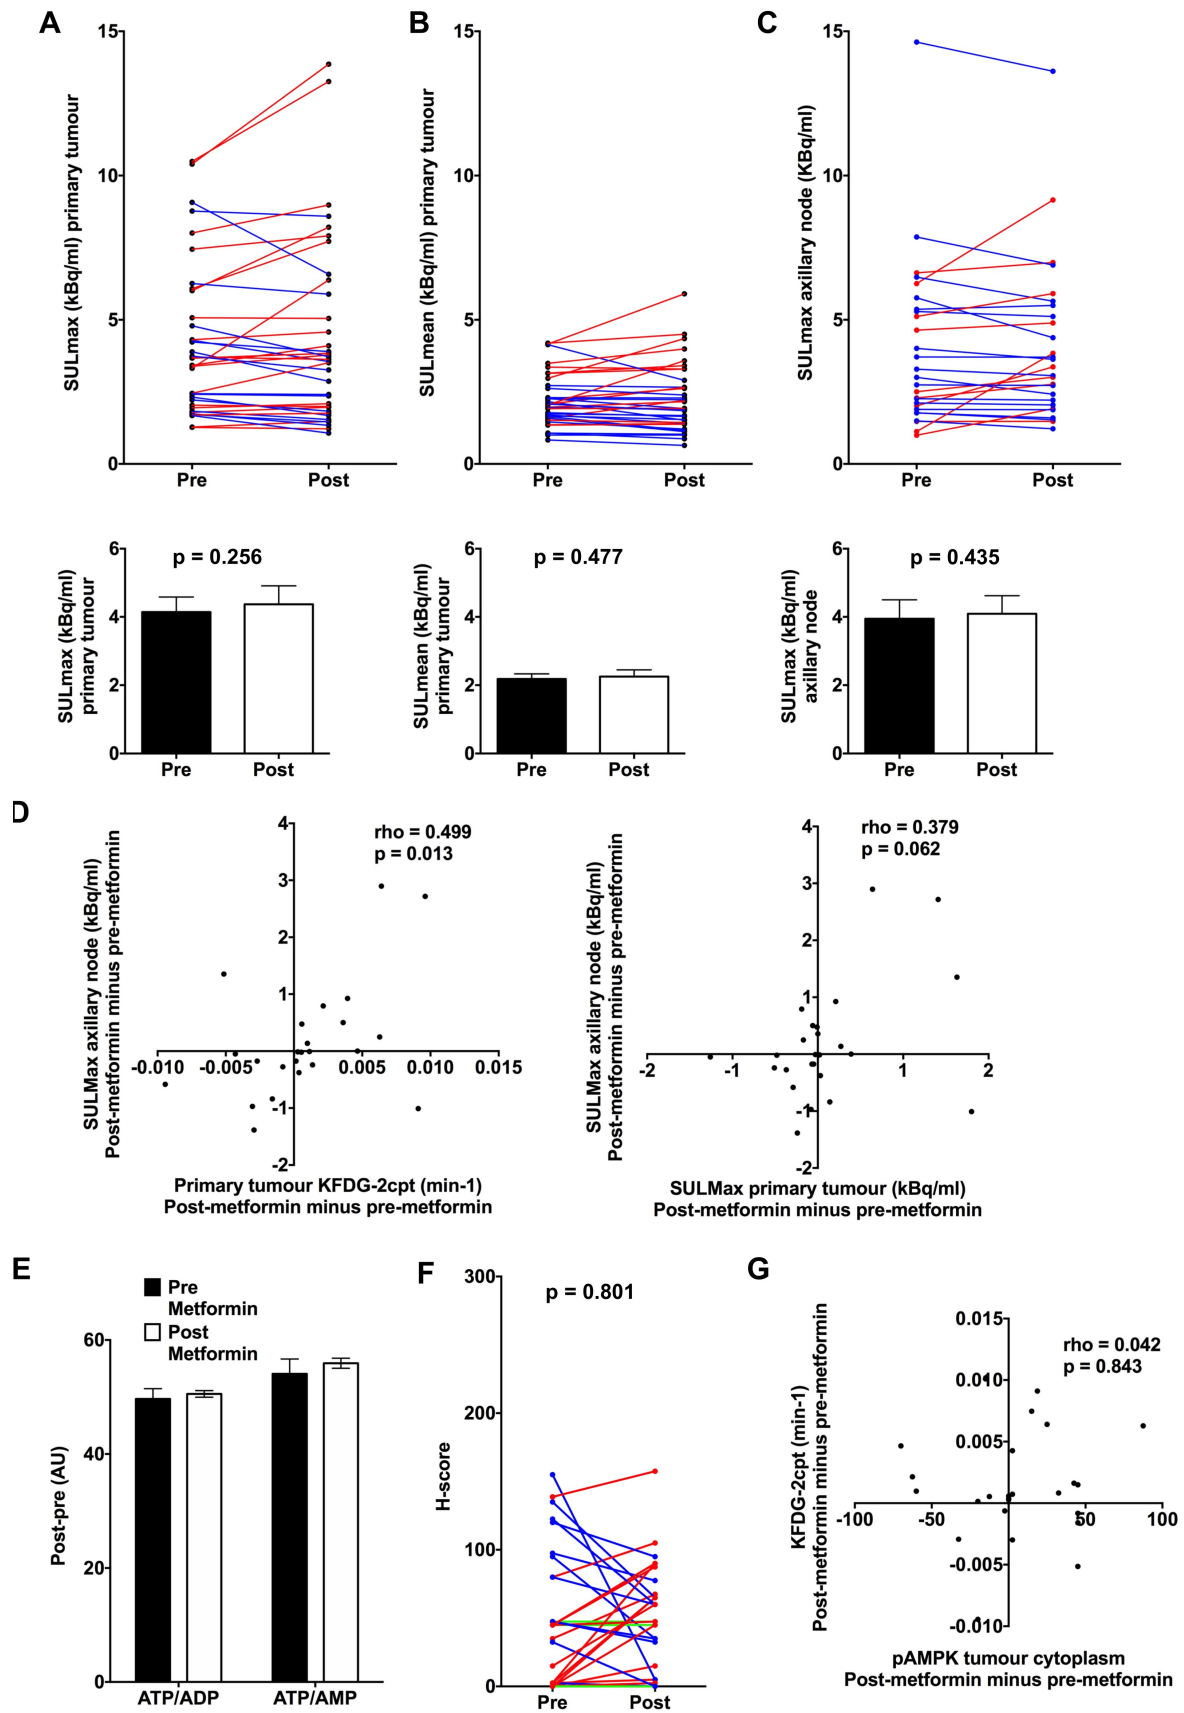 A
B
C
15
10
5
0
SULmax (kBq/ml) primary tumour
Pre
Post
15
10
5
0
SULmean (kBq/ml) primary tumour
Pre
Post
15
10
5
0
SULmax axillary node (KBq/ml)
Pre
Post
6
4
2
0
SULmax (kBq/ml)
primary tumour
p = 0.256
Pre
Post
6
4
2
0
SULmean (kBq/ml)
primary tumour
p = 0.477
Pre
Post
6
4
2
0
SULmax (kBq/ml)
axillary node
p = 0.435
Pre
Post
D
SULMax axillary node (kBq/ml)
Post-metformin minus pre-metformin
4
3
2
1
-1
-2
rho = 0.499
p = 0.013
-0.010
-0.005
0.005
0.010
0.015
Primary tumour KFDG-2cpt (min-1)
Post-metformin minus pre-metformin
SULMax axillary node (kBq/ml)
Post-metformin minus pre-metformin
4
3
2
1
-1
-2
rho = 0.379
p = 0.062
-2
-1
1
2
SULMax primary tumour (kBq/ml)
Post-metformin minus pre-metformin
E
Pre
Metformin
Post
Metformin
60
40
20
0
Post-pre (AU)
ATP/ADP
ATP/AMP
F
300
200
100
0
H-score
p = 0.801
Pre
Post
G
KFDG-2cpt (min-1)
Post-metformin minus pre-metformin
0.015
0.010
0.005
-0.005
-0.010
rho = 0.042
p = 0.843
-100
-50
50
100
pAMPK tumour cytoplasm
Post-metformin minus pre-metformin